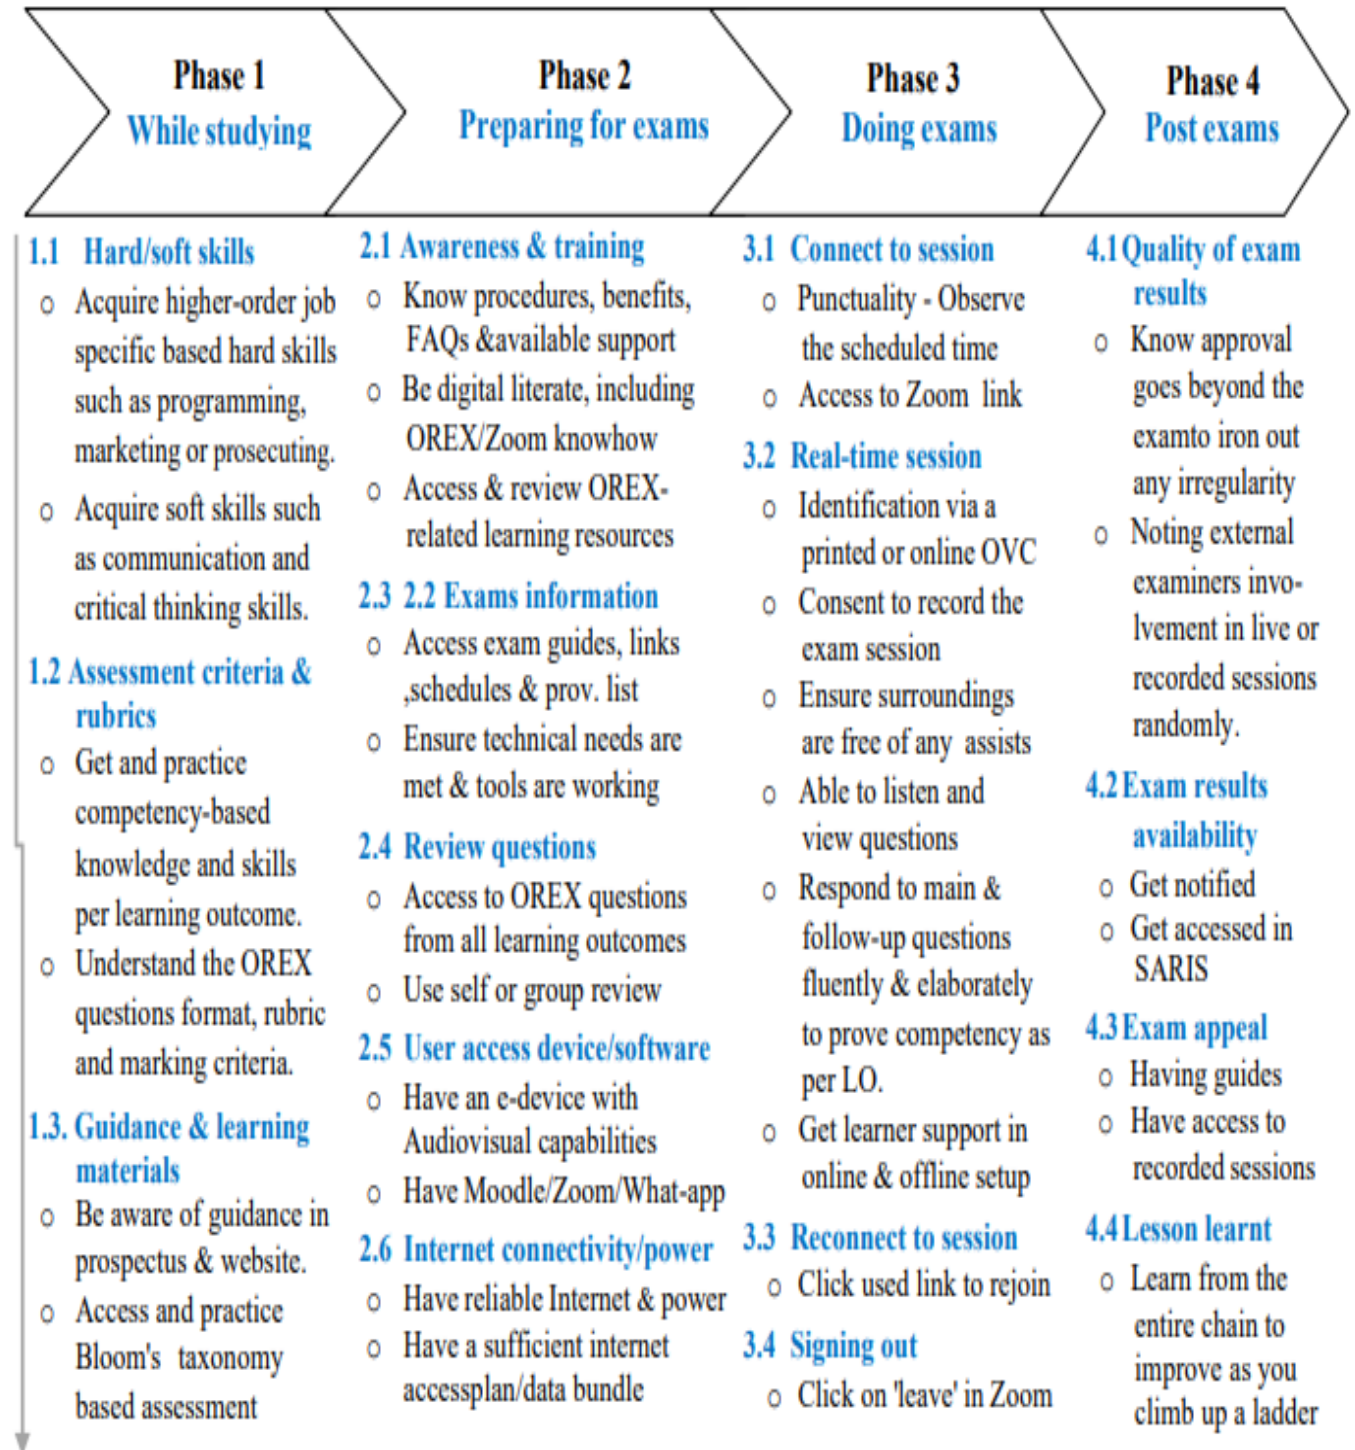 Phase 1
While studying
Phase 2
Preparing for exams
Phase 3
Doing exams
Phase 4
Post exams
1.1 Hard/soft skills
o Acquire higher-order job
specific based hard skills
such as programming,
marketing or prosecuting.
o Acquire soft skills such
as communication and
critical thinking skills.
1.2 Assessment criteria &
rubrics
o Get and practice
competency-based
knowledge and skills
per learning outcome.
o Understand the OREX
questions format, rubric
and marking criteria.
1.3. Guidance & learning
materials
o Be aware of guidance in
prospectus & website.
o Access and practice
Bloom's taxonomy
based assessment
2.1 Awareness & training
o Know procedures, benefits,
FAQs &available support
o Be digital literate, including
OREX/Zoom knowhow
o Access & review OREX-
related learning resources
2.3 2.2 Exams information
o Access exam guides, links
,schedules & prov. list
o Ensure technical needs are
met & tools are working
2.4 Review questions
o Access to OREX questions
from all learning outcomes
o Use self or group review
2.5 User access device/software
o Have an e-device with
Audiovisual capabilities
o Have Moodle/Zoom/What-app
2.6 Internet connectivity/power
o Have reliable Internet & power
o Have a sufficient internet
accessplan/data bundle
3.1 Connect to session
o Punctuality - Observe
the scheduled time
o Access to Zoom link
3.2 Real-time session
o Identification via a
printed or online OVC
o Consent to record the
exam session
o Ensure surroundings
are free of any assists
o Able to listen and
view questions
o Respond to main &
follow-up questions
fluently & elaborately
to prove competency as
per LO.
o Get learner support in
online & offline setup
3.3 Reconnect to session
o Click used link to rejoin
3.4 Signing out
o Click on 'leave' in Zoom
4.1 Quality of exam
results
o Know approval
goes beyond the
examto iron out
any irregularity
o Noting external
examiners invo-
lvement in live or
recorded sessions
randomly.
4.2 Exam results
availability
o Get notified
o Get accessed in
SARIS
4.3 Exam appeal
o Having guides
o Have access to
recorded sessions
4.4 Lesson learnt
o Learn from the
entire chain to
improve as you
climb up a ladder